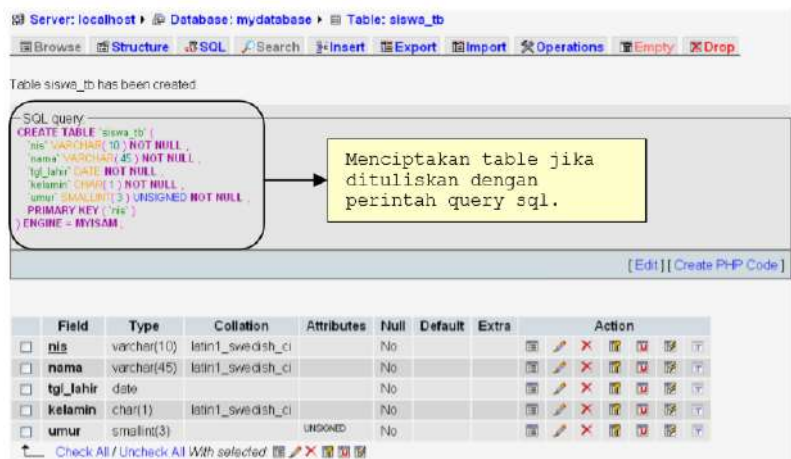 Server: localhost ▸ Database: mydatabase ▸ Table: siswa_tb
Browse Structure SQL Search Insert Export Import Operations Empty Drop
Table siswa_tb has been created.
SQL query:
CREATE TABLE `siswa_tb` (
`nis` VARCHAR( 10 ) NOT NULL ,
`nama` VARCHAR( 45 ) NOT NULL ,
`tgl_lahir` DATE NOT NULL ,
`kelamin` CHAR( 1 ) NOT NULL ,
`umur` SMALLINT( 3 ) UNSIGNED NOT NULL ,
PRIMARY KEY ( `nis` )
) ENGINE = MYISAM ;
Menciptakan table jika
dituliskan dengan
perintah query sql.
[ Edit ] [ Create PHP Code ]
Field Type Collation Attributes Null Default Extra Action
nis varchar(10) latin1_swedish_ci No
nama varchar(45) latin1_swedish_ci No
tgl_lahir date No
kelamin char(1) latin1_swedish_ci No
umur smallint(3) UNSIGNED No
Check All / Uncheck All With selected: